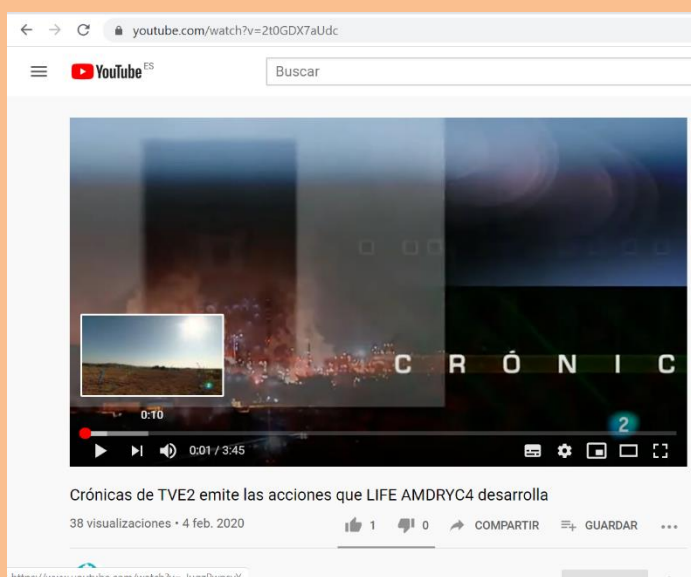 youtube.com/watch?v=2t0GDX7aUdc
YouTube ES
Buscar
CRÓNIC
0:10
2
0:01 / 3:45
Crónicas de TVE2 emite las acciones que LIFE AMDRYC4 desarrolla
38 visualizaciones • 4 feb. 2020
1
0
COMPARTIR
GUARDAR